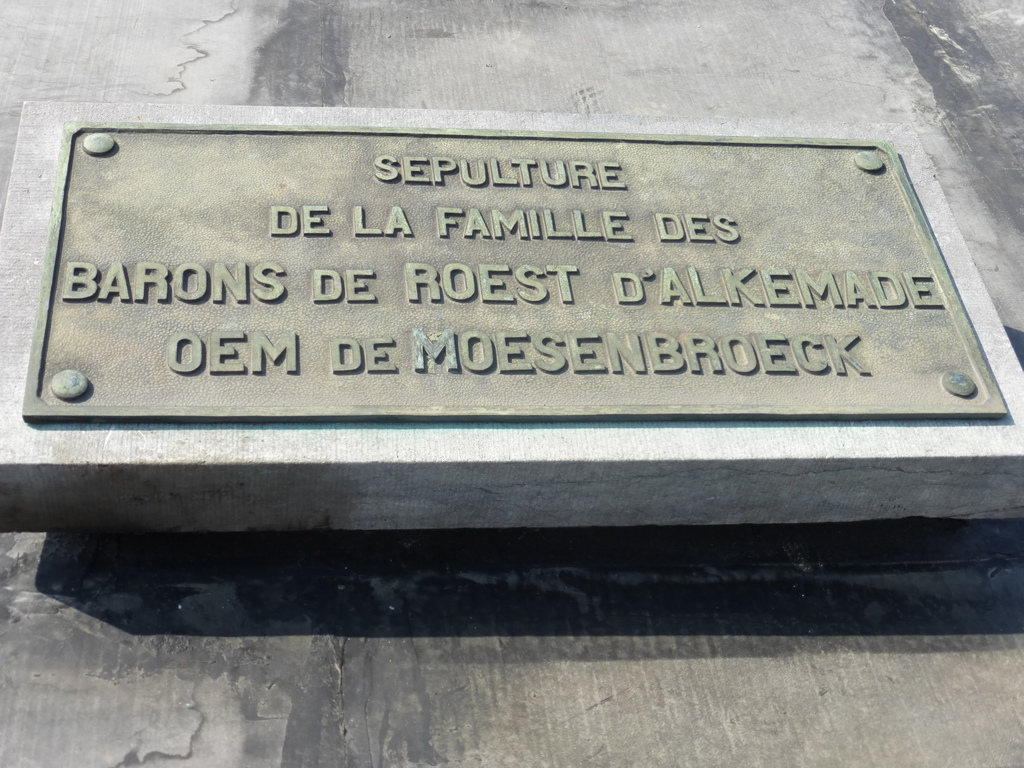 SEPULTURE
DE LA FAMILLE DES
BARONS DE ROEST D'ALKEMADE
OEM DE MOESENBROECK